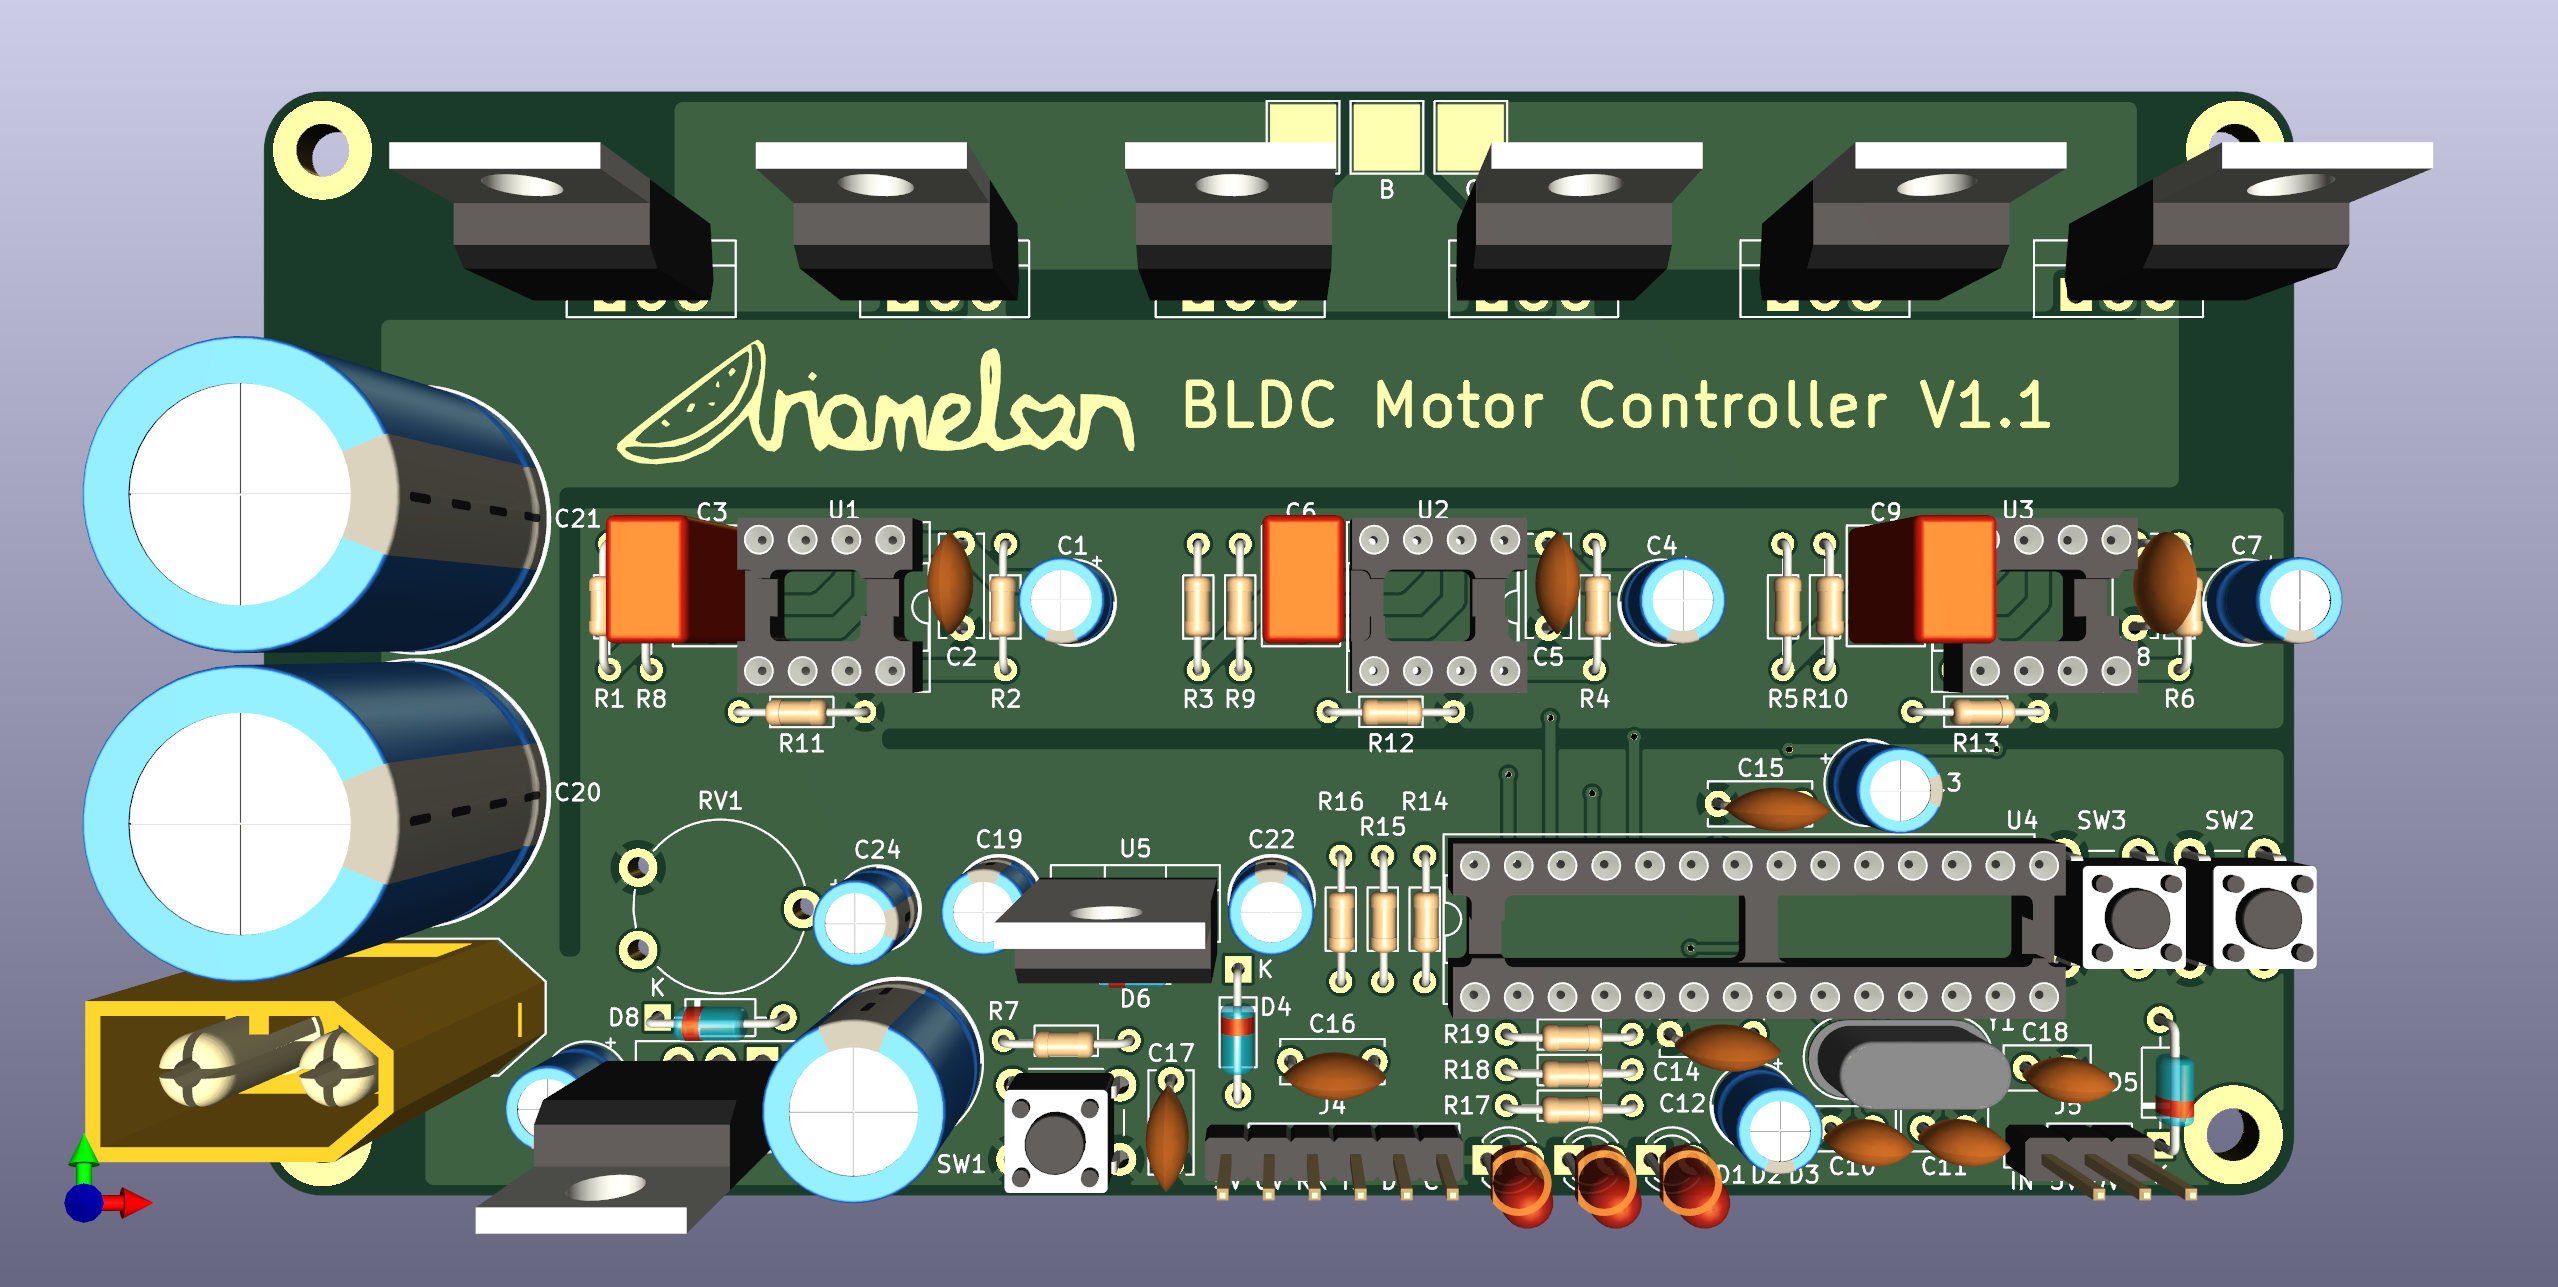 B
Ariamelon BLDC Motor Controller V1.1
C21 C3 U1 C6 U2 C9 U3
C1 C4 C7
C2 C5
R1 R8 R2 R3 R9 R4 R5 R10 R6
R11 R12 R13
C15
C20 RV1 R16 R14
R15 U4 SW3 SW2
C24 C19 U5 C22
K K
D8 D6 D4
R7 C16 R19 C18
C17 R18 C14 D5
J4 R17 C12 J5
SW1 D1 D2 D3 C10 C11
IN